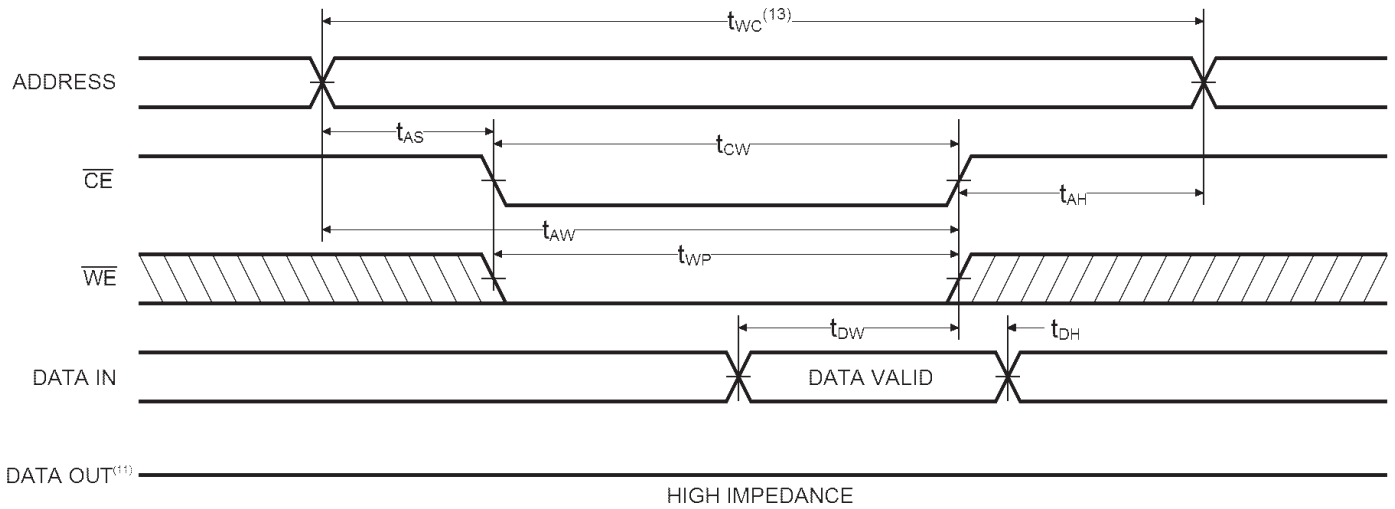 tWC(13)
ADDRESS
tAS
tCW
CE
tAH
tAW
WE
tWP
tDW
tDH
DATA IN
DATA VALID
DATA OUT(11)
HIGH IMPEDANCE